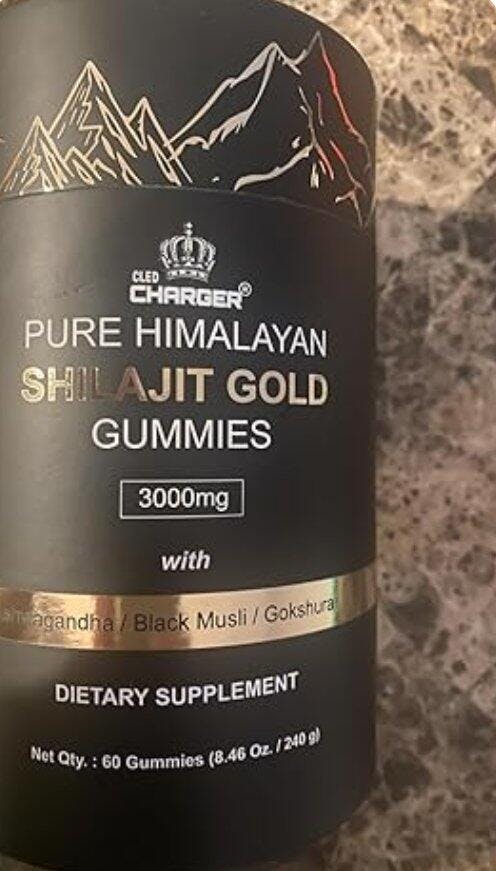 CLED
CHARGER®
PURE HIMALAYAN
SHILAJIT GOLD
GUMMIES
3000mg
with
Ashwagandha / Black Musli / Gokshura
DIETARY SUPPLEMENT
Net Qty. : 60 Gummies (8.46 Oz. / 240 g)